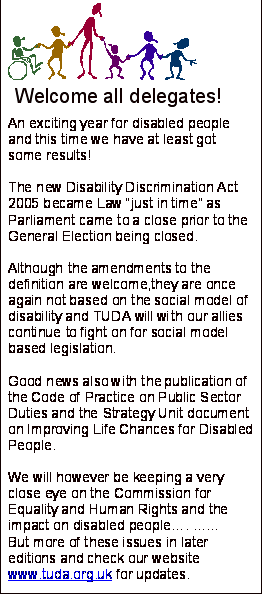 Welcome all delegates!
An exciting year for disabled people
and this time we have at least got
some results!
The new Disability Discrimination Act
2005 became Law "just in time" as
Parliament came to a close prior to the
General Election being closed.
Although the amendments to the
definition are welcome,they are once
again not based on the social model of
disability and TUDA will with our allies
continue to fight on for social model
based legislation.
Good news also with the publication of
the Code of Practice on Public Sector
Duties and the Strategy Unit document
on Improving Life Chances for Disabled
People.
We will however be keeping a very
close eye on the Commission for
Equality and Human Rights and the
impact on disabled people..........
But more of these issues in later
editions and check our website
www.tuda.org.uk for updates.